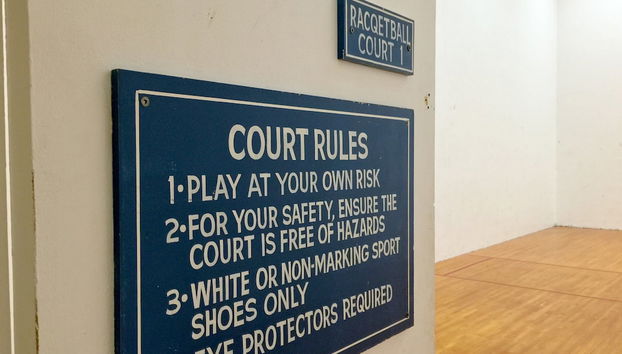 RACQETBALL
COURT 1
COURT RULES
1•PLAY AT YOUR OWN RISK
2•FOR YOUR SAFETY, ENSURE THE
COURT IS FREE OF HAZARDS
3•WHITE OR NON-MARKING SPORT
SHOES ONLY
EYE PROTECTORS REQUIRED